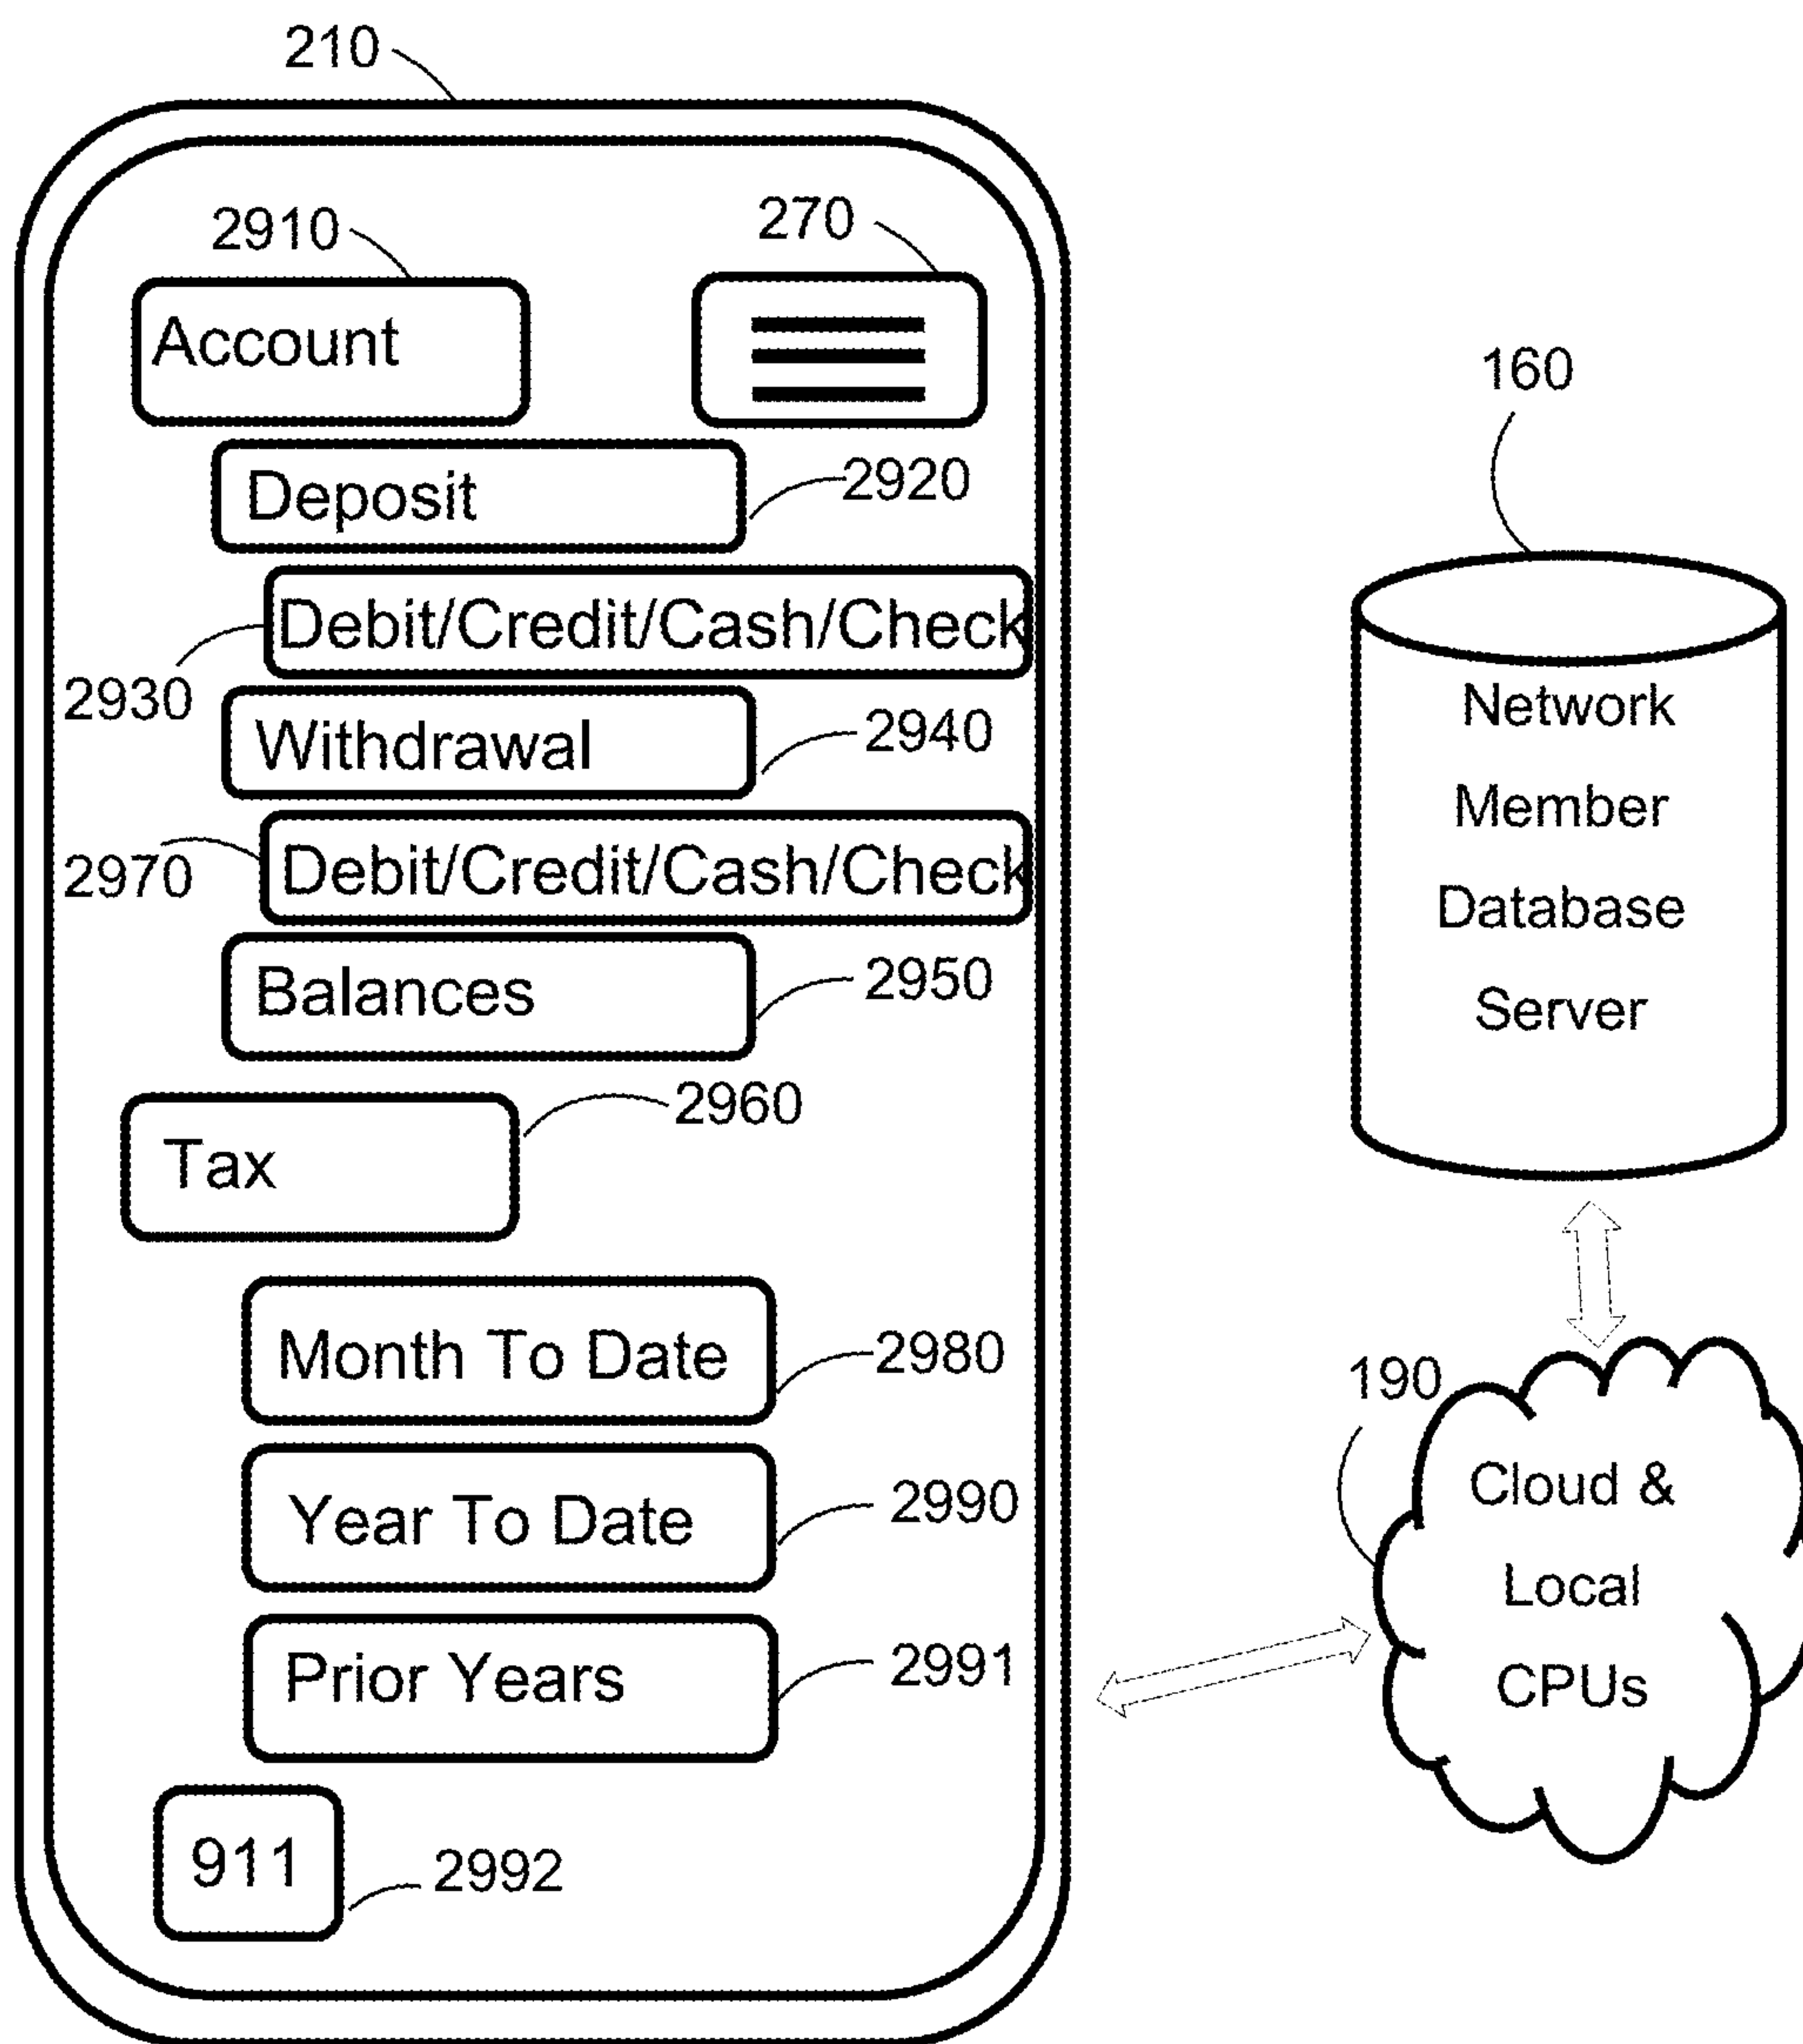 210
2910
270
Account
Deposit
2920
Debit/Credit/Cash/Check
2930
Withdrawal
2940
2970
Debit/Credit/Cash/Check
Balances
2950
Tax
2960
Month To Date
2980
Year To Date
2990
Prior Years
2991
911
2992
160
Network
Member
Database
Server
190
Cloud &
Local
CPUs